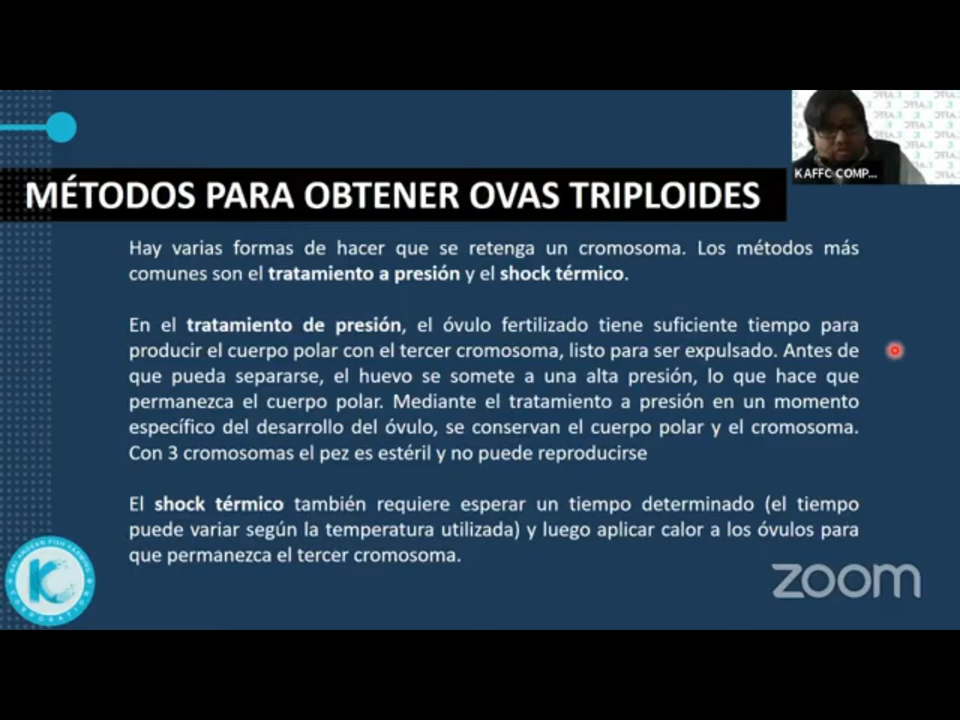 KAFFC COMP...
MÉTODOS PARA OBTENER OVAS TRIPLOIDES
Hay varias formas de hacer que se retenga un cromosoma. Los métodos más
comunes son el tratamiento a presión y el shock térmico.
En el tratamiento de presión, el óvulo fertilizado tiene suficiente tiempo para
producir el cuerpo polar con el tercer cromosoma, listo para ser expulsado. Antes de
que pueda separarse, el huevo se somete a una alta presión, lo que hace que
permanezca el cuerpo polar. Mediante el tratamiento a presión en un momento
específico del desarrollo del óvulo, se conservan el cuerpo polar y el cromosoma.
Con 3 cromosomas el pez es estéril y no puede reproducirse
El shock térmico también requiere esperar un tiempo determinado (el tiempo
puede variar según la temperatura utilizada) y luego aplicar calor a los óvulos para
que permanezca el tercer cromosoma.
CORPORATION
zoom